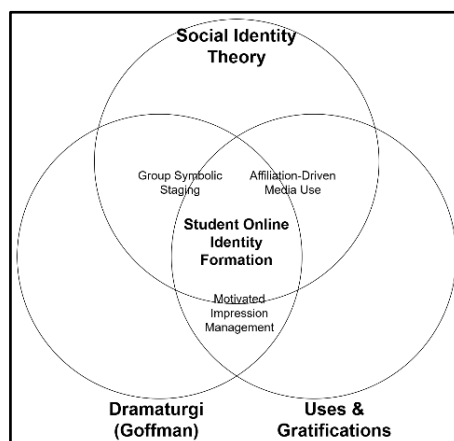 Social Identity
Theory
Group Symbolic
Staging
Affiliation-Driven
Media Use
Student Online
Identity
Formation
Motivated
Impression
Management
Dramaturgi
(Goffman)
Uses &
Gratifications